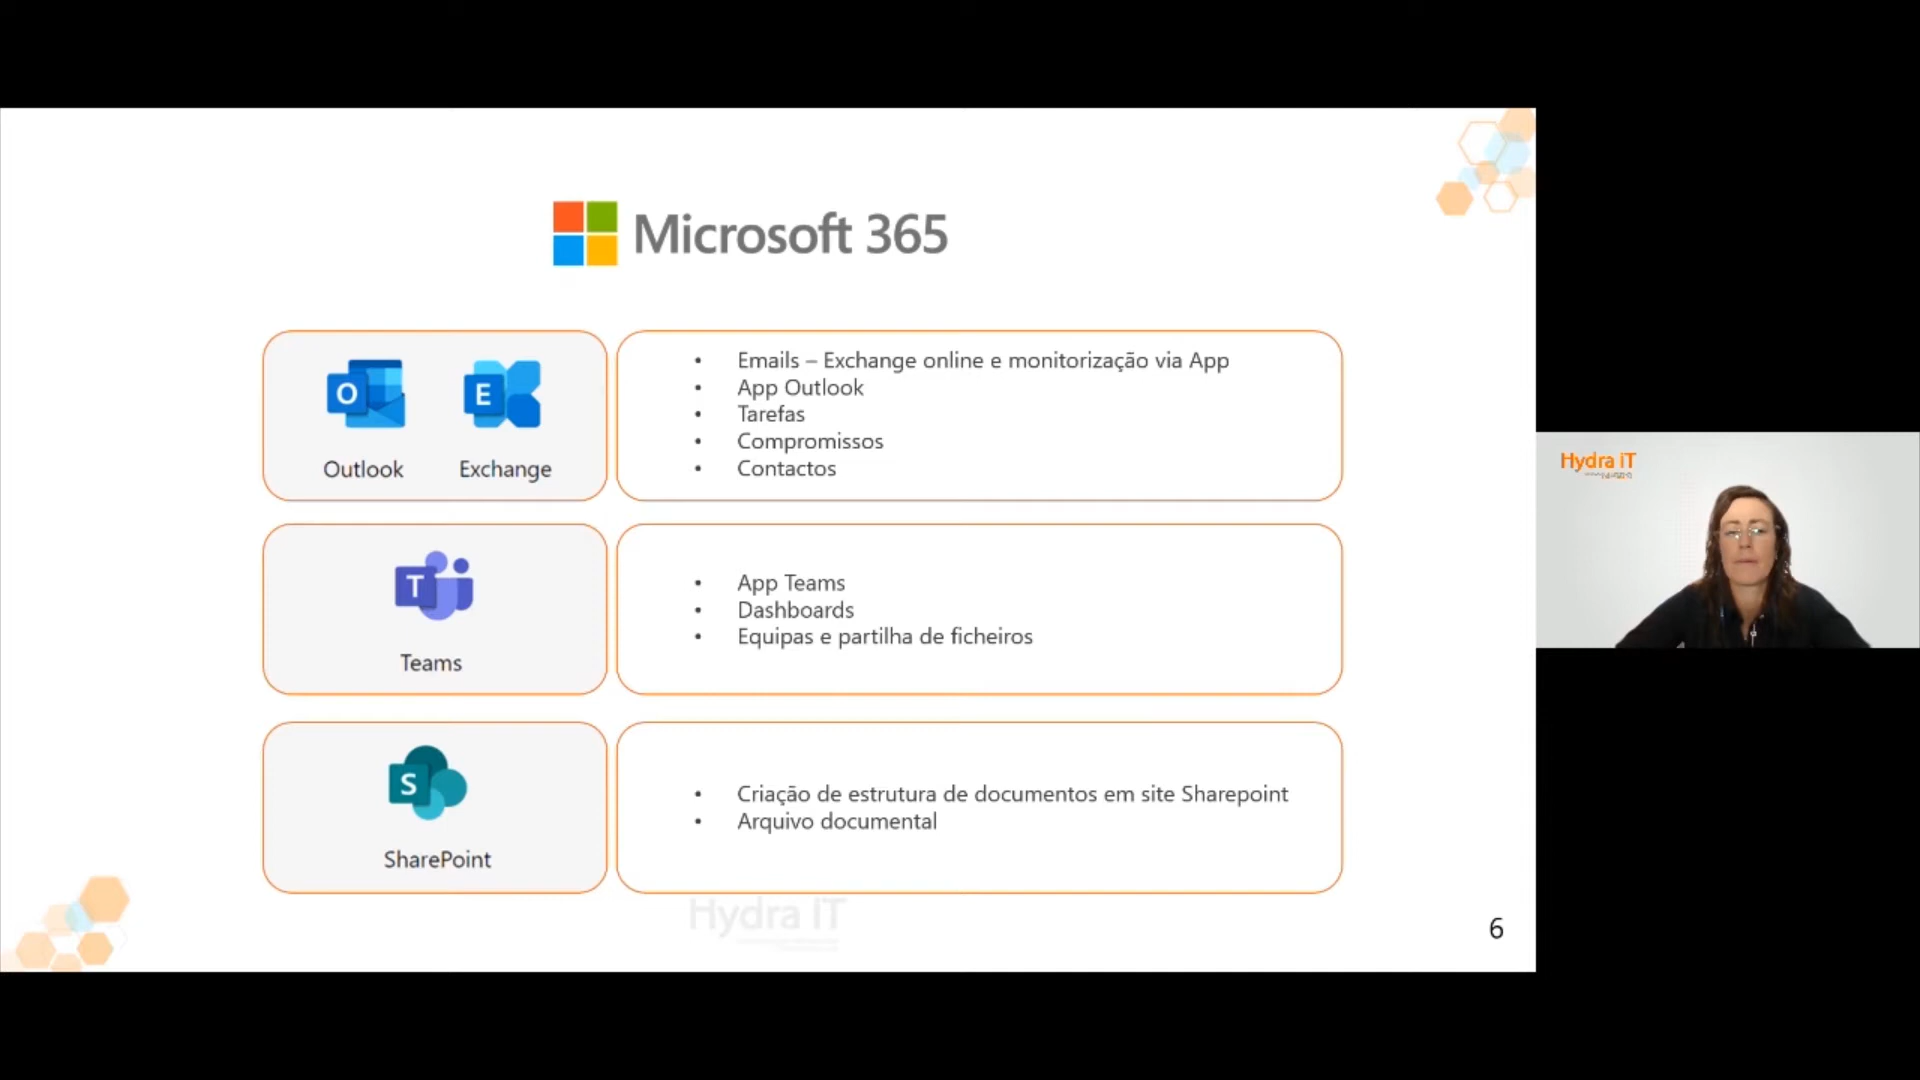 Microsoft 365
O
E
Outlook
Exchange
• Emails – Exchange online e monitorização via App
• App Outlook
• Tarefas
• Compromissos
• Contactos
T
Teams
• App Teams
• Dashboards
• Equipas e partilha de ficheiros
S
SharePoint
• Criação de estrutura de documentos em site Sharepoint
• Arquivo documental
Hydra iT
6
Hydra iT